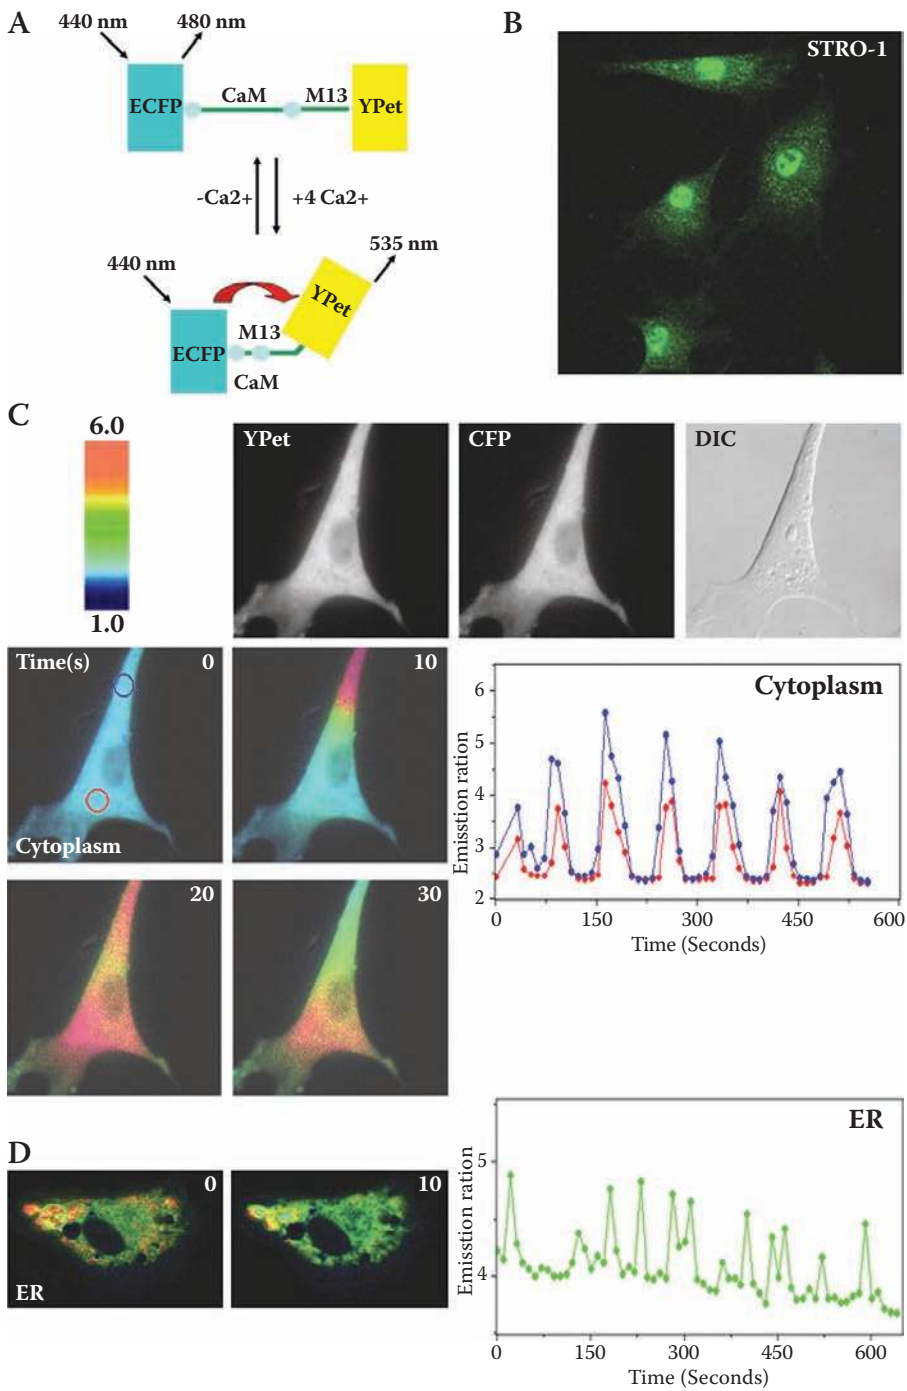 A
440 nm
480 nm
ECFP
CaM
M13
YPet
-Ca2+
+4 Ca2+
440 nm
535 nm
YPet
M13
ECFP
CaM
B
STRO-1
C
6.0
1.0
YPet
CFP
DIC
Time(s)
0
Cytoplasm
10
20
30
Cytoplasm
Emisstion ration
6
5
4
3
2
0
150
300
450
600
Time (Seconds)
D
0
ER
10
ER
Emisstion ration
5
4
0
150
300
450
600
Time (Seconds)